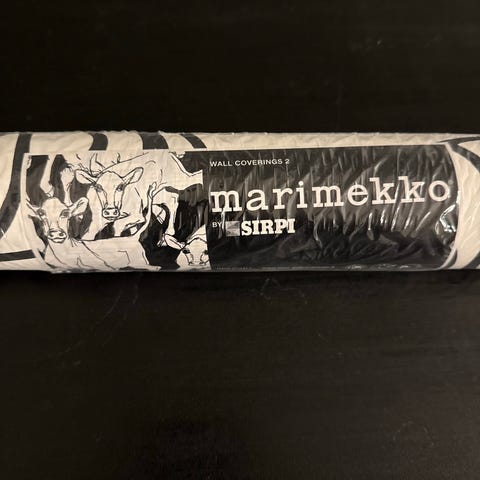 WALL COVERINGS 2
marimekko
BY SIRPI